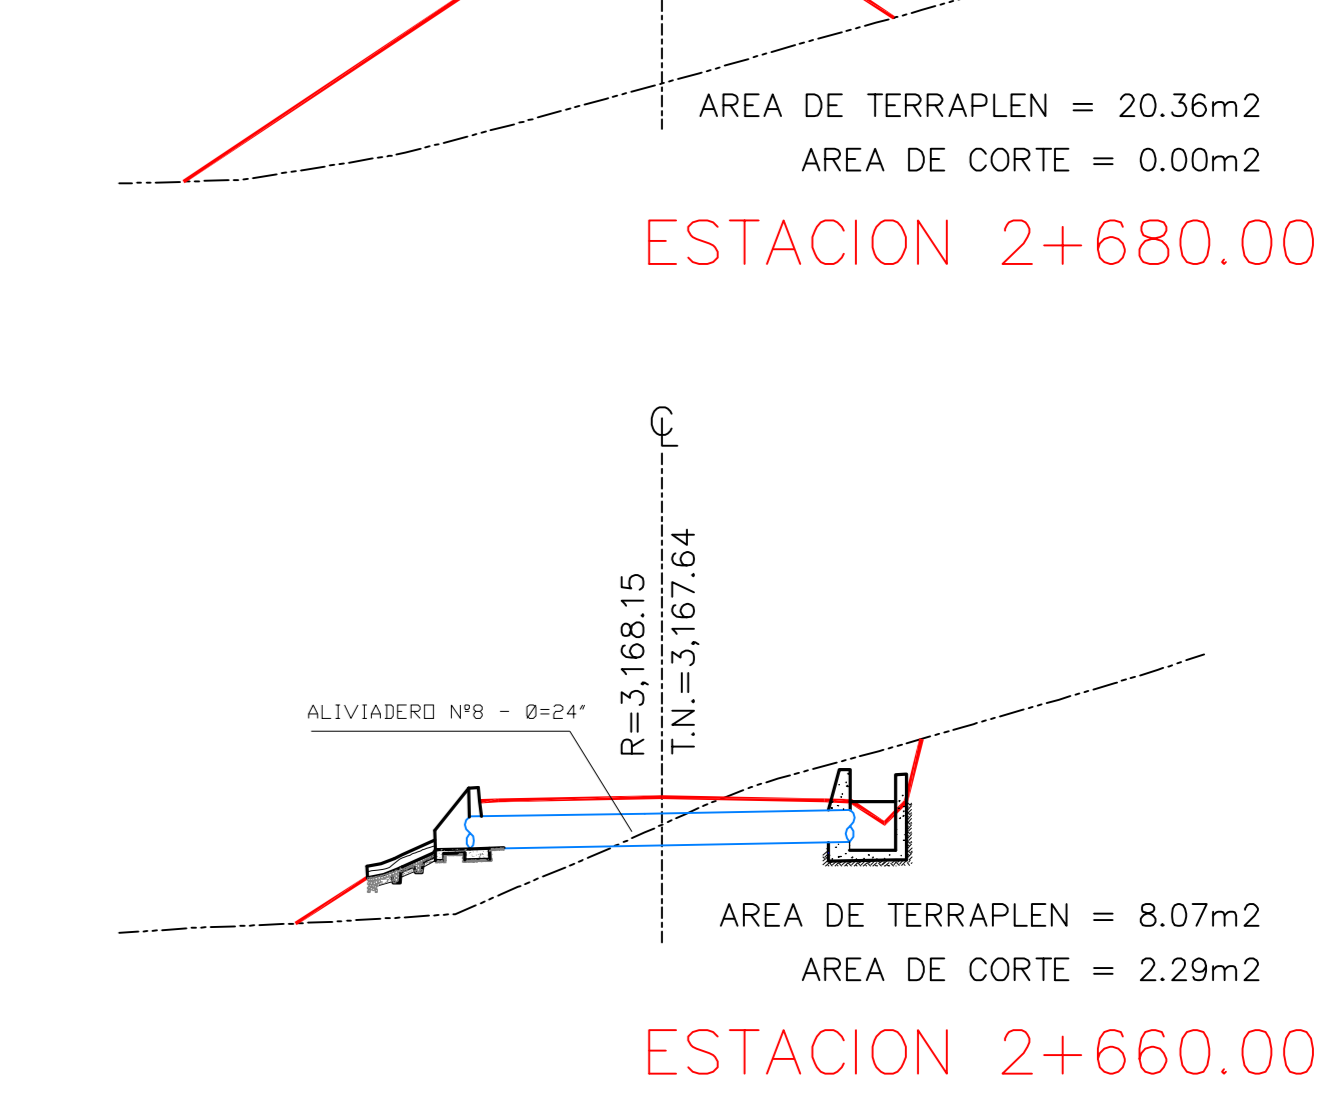 AREA DE TERRAPLEN = 20.36m2
AREA DE CORTE = 0.00m2
ESTACION 2+680.00
℄
R=3,168.15
T.N.=3,167.64
ALIVIADERO Nº8 - Ø=24"
AREA DE TERRAPLEN = 8.07m2
AREA DE CORTE = 2.29m2
ESTACION 2+660.00